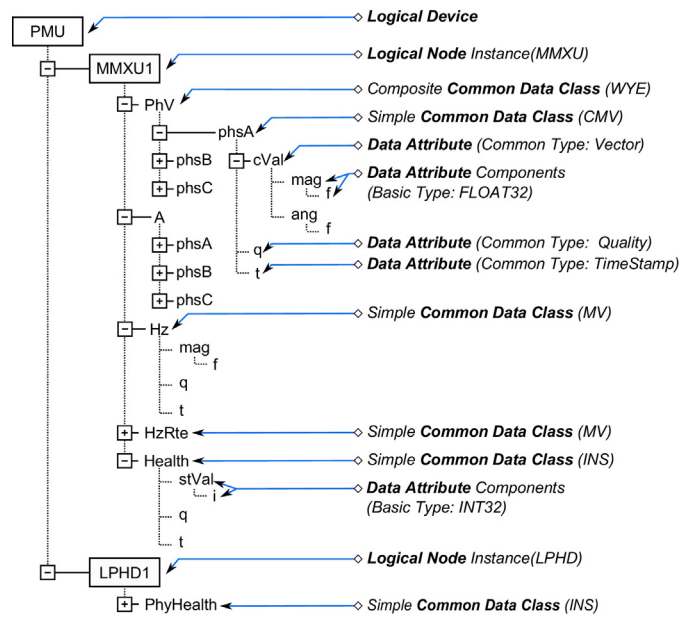 PMU
Logical Device
MMXU1
Logical Node Instance(MMXU)
PhV
Composite Common Data Class (WYE)
phsA
Simple Common Data Class (CMV)
phsB
cVal
Data Attribute (Common Type: Vector)
phsC
mag
f
Data Attribute Components
(Basic Type: FLOAT32)
A
ang
f
phsA
q
Data Attribute (Common Type: Quality)
phsB
t
Data Attribute (Common Type: TimeStamp)
phsC
Hz
Simple Common Data Class (MV)
mag
f
q
t
HzRte
Simple Common Data Class (MV)
Health
Simple Common Data Class (INS)
stVal
i
Data Attribute Components
(Basic Type: INT32)
q
t
LPHD1
Logical Node Instance(LPHD)
PhyHealth
Simple Common Data Class (INS)